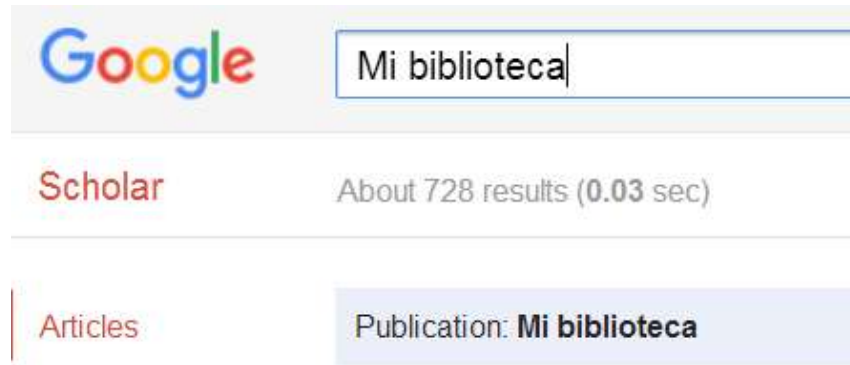 Google Mi biblioteca
Scholar About 728 results (0.03 sec)
Articles Publication: Mi biblioteca